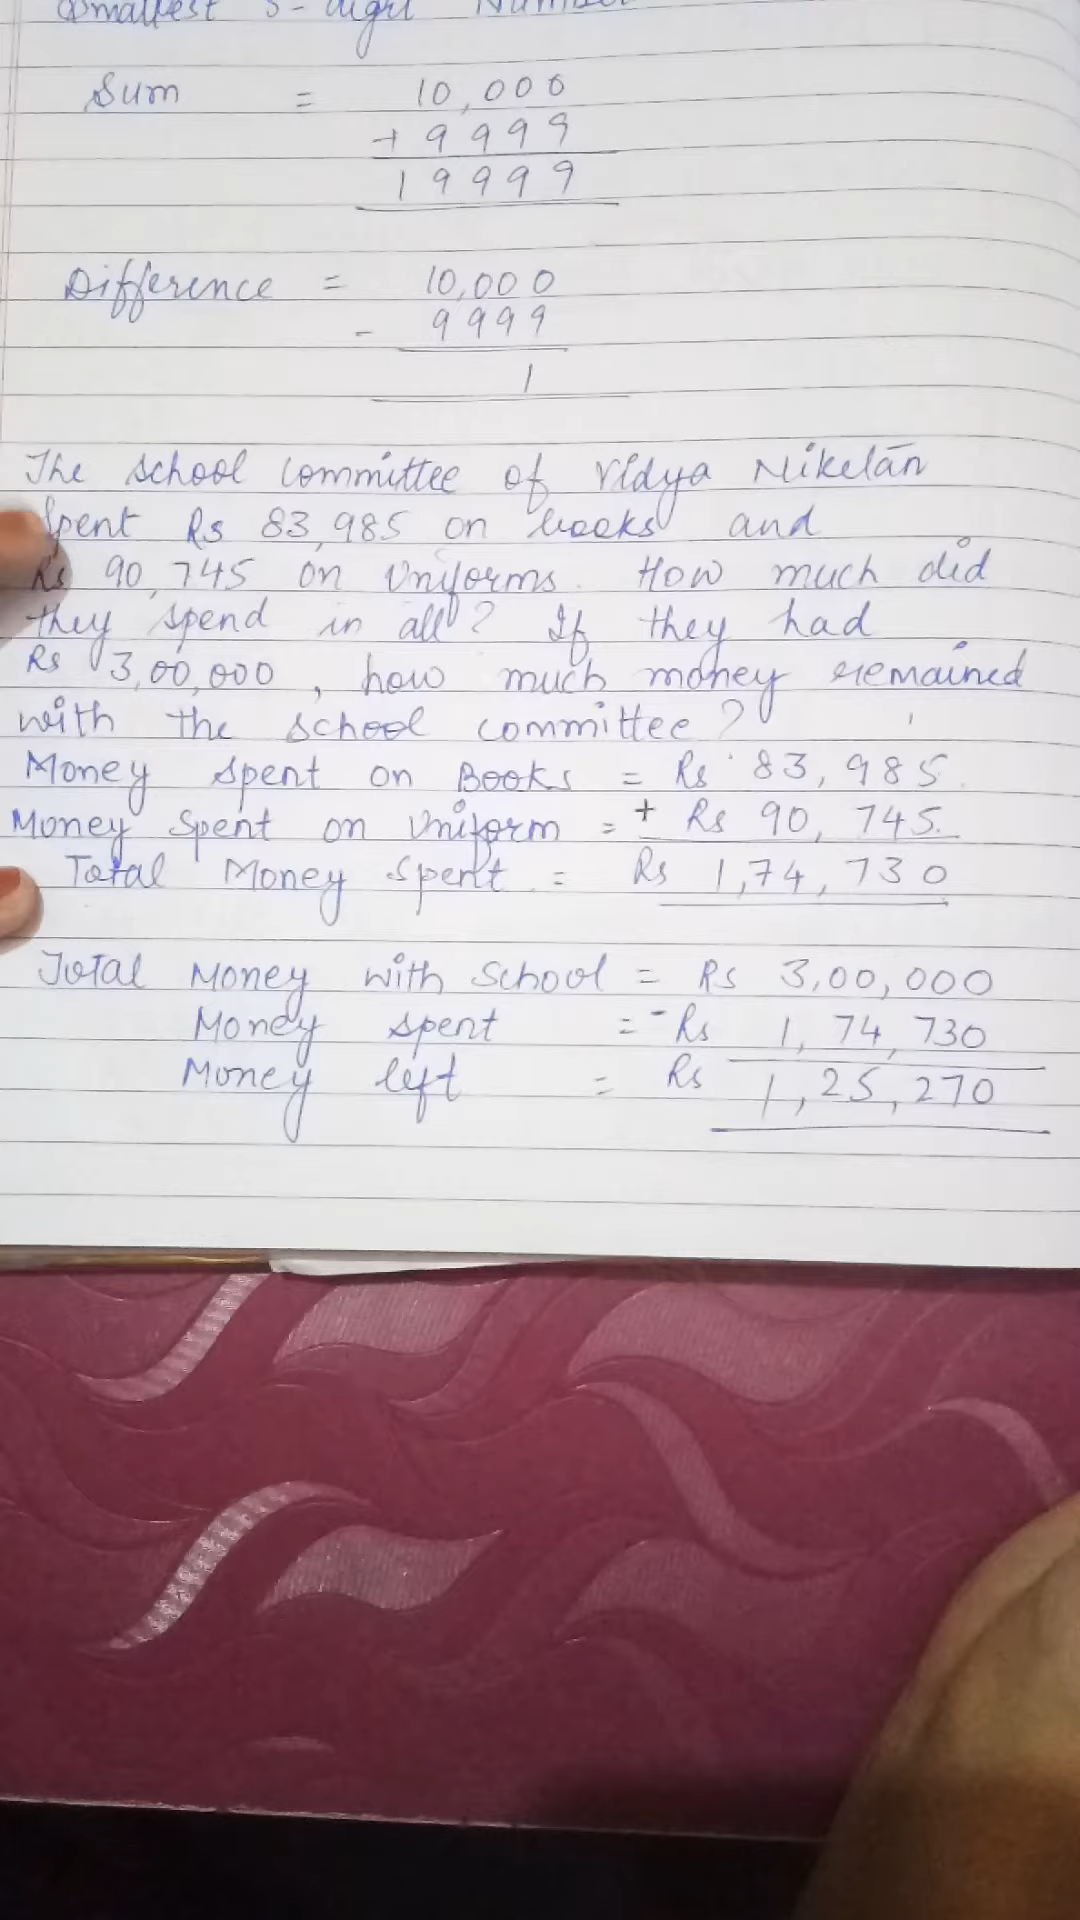 Smallest 5-digit Number
Sum = 10,000
+ 9999
19999
Difference = 10,000
- 9999
1
The school committee of Vidya Niketan
Spent Rs 83,985 on books and
Rs 90,745 on Uniforms. How much did
they spend in all? If they had
Rs 3,00,000, how much money remained
with the school committee?
Money Spent on Books = Rs 83,985
Money Spent on Uniform = + Rs 90,745.
Total Money Spent = Rs 1,74,730
Total Money with School = Rs 3,00,000
Money spent = - Rs 1,74,730
Money left = Rs 1,25,270